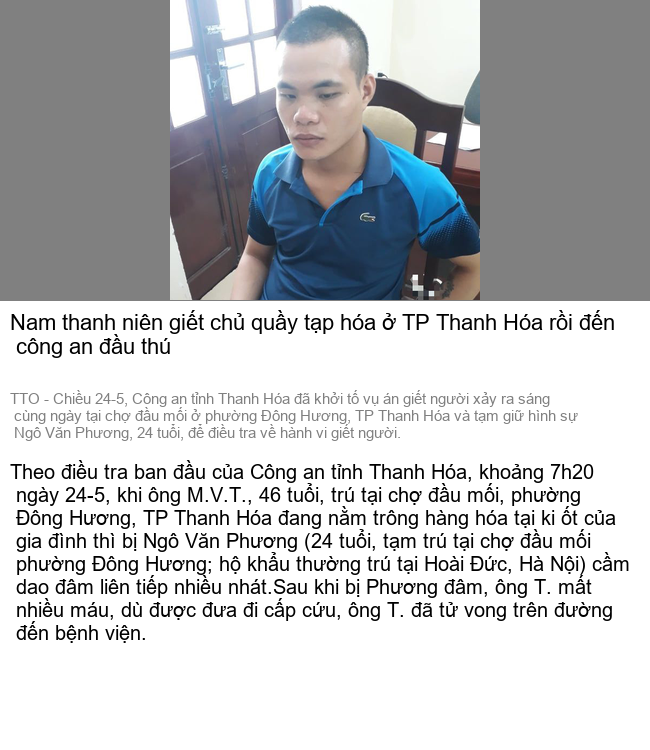 Nam thanh niên giết chủ quầy tạp hóa ở TP Thanh Hóa rồi đến
công an đầu thú
TTO - Chiều 24-5, Công an tỉnh Thanh Hóa đã khởi tố vụ án giết người xảy ra sáng
cùng ngày tại chợ đầu mối ở phường Đông Hương, TP Thanh Hóa và tạm giữ hình sự
Ngô Văn Phương, 24 tuổi, để điều tra về hành vi giết người.
Theo điều tra ban đầu của Công an tỉnh Thanh Hóa, khoảng 7h20
ngày 24-5, khi ông M.V.T., 46 tuổi, trú tại chợ đầu mối, phường
Đông Hương, TP Thanh Hóa đang nằm trông hàng hóa tại ki ốt của
gia đình thì bị Ngô Văn Phương (24 tuổi, tạm trú tại chợ đầu mối
phường Đông Hương; hộ khẩu thường trú tại Hoài Đức, Hà Nội) cầm
dao đâm liên tiếp nhiều nhát.Sau khi bị Phương đâm, ông T. mất
nhiều máu, dù được đưa đi cấp cứu, ông T. đã tử vong trên đường
đến bệnh viện.